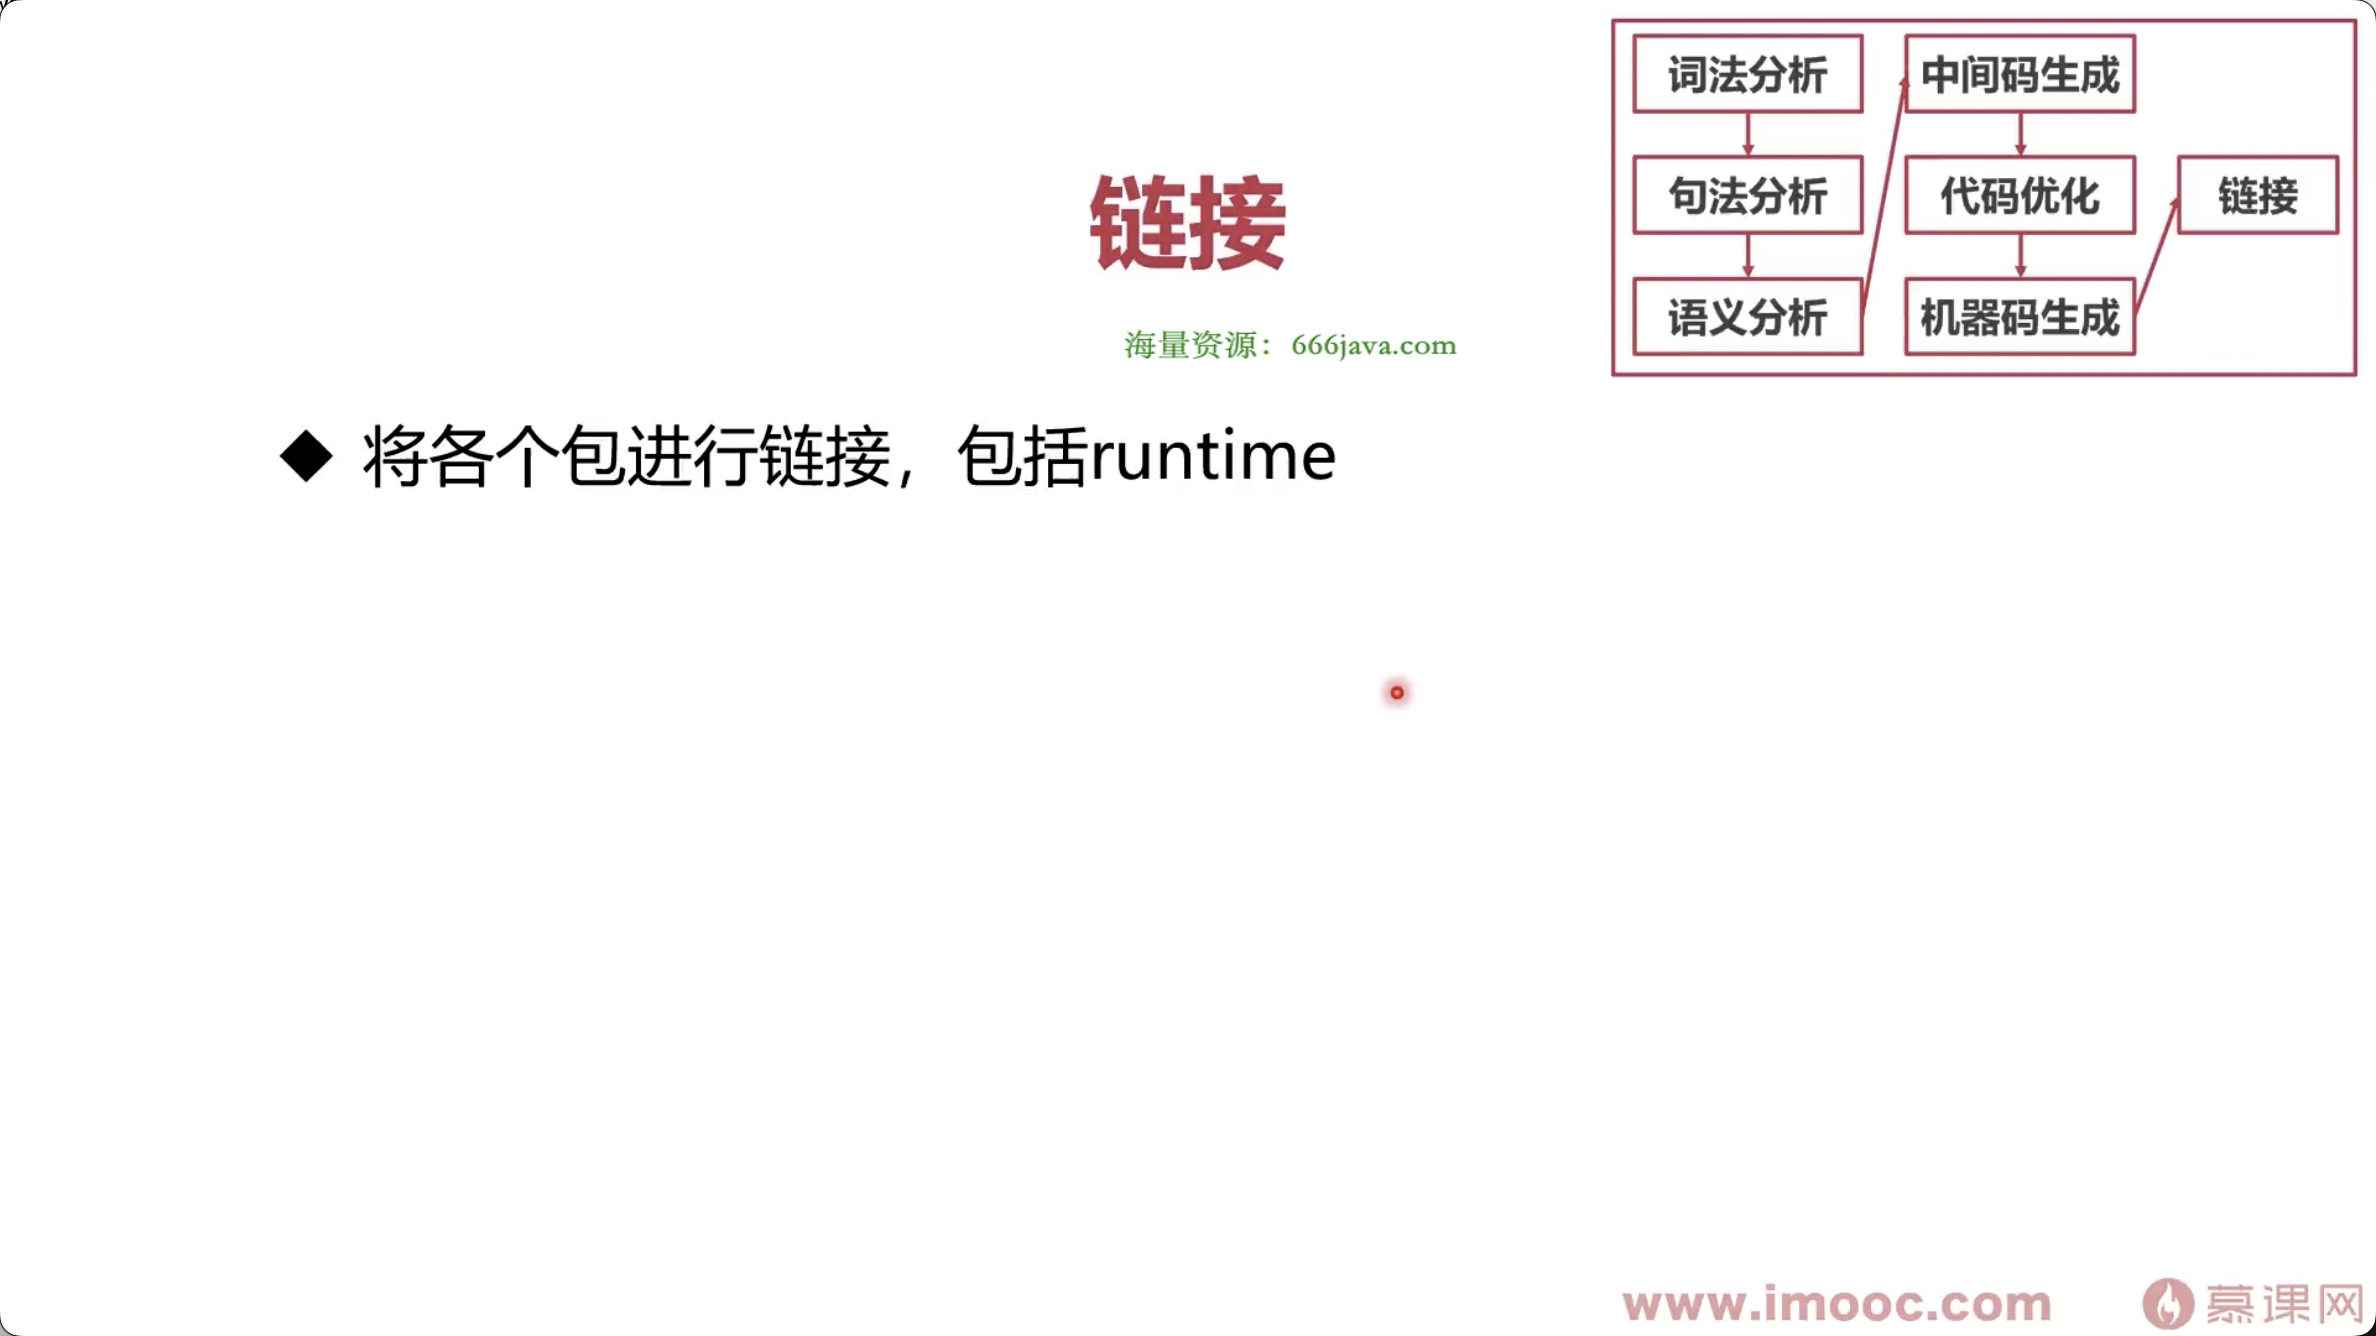 链接
海量资源：666java.com
◆ 将各个包进行链接，包括runtime
词法分析
句法分析
语义分析
中间码生成
代码优化
机器码生成
链接
www.imooc.com
慕课网